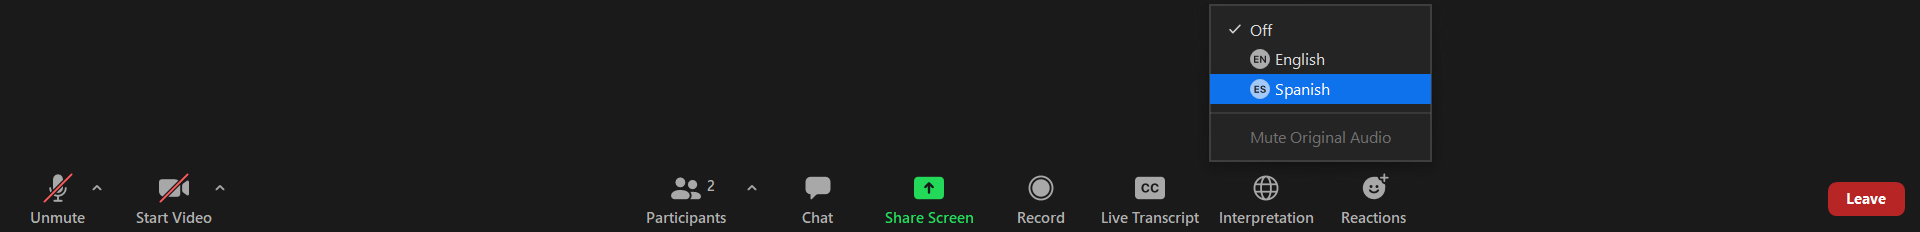 Off
EN English
ES Spanish
Mute Original Audio
2
CC
Unmute
Start Video
Participants
Chat
Share Screen
Record
Live Transcript
Interpretation
Reactions
Leave